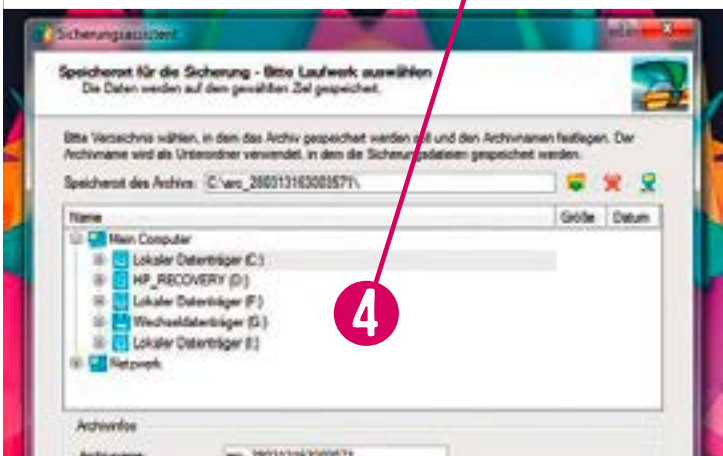 Sicherungsassistent
Speicherort für die Sicherung - Bitte Laufwerk auswählen
Die Daten werden auf dem gewählten Ziel gespeichert.
Bitte Verzeichnis wählen, in dem das Archiv gespeichert werden soll und den Archivnamen festlegen. Der
Archivname wird als Unterordner verwendet, in dem die Sicherungsdateien gespeichert werden.
Speicherort des Archivs: C:\arc_280313163003571\
Name Größe Datum
Mein Computer
Lokaler Datenträger (C:)
HP_RECOVERY (D:)
Lokaler Datenträger (F:)
Wechseldatenträger (G:)
Lokaler Datenträger (I:)
Netzwerk
4
Archivinfos
Archivname: arc_280313163003571